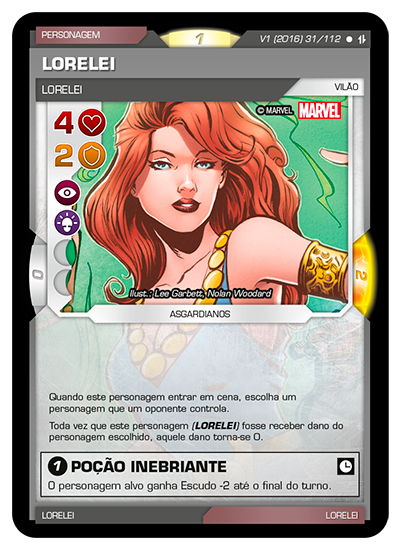 PERSONAGEM
1
V1 (2016) 31/112
LORELEI
LORELEI
VILÃO
4
© MARVEL MARVEL
2
0
2
Ilust.: Lee Garbett, Nolan Woodard
ASGARDIANOS
Quando este personagem entrar em cena, escolha um
personagem que um oponente controla.
Toda vez que este personagem (LORELEI) fosse receber dano do
personagem escolhido, aquele dano torna-se 0.
1 POÇÃO INEBRIANTE
O personagem alvo ganha Escudo -2 até o final do turno.
LORELEI
LORELEI